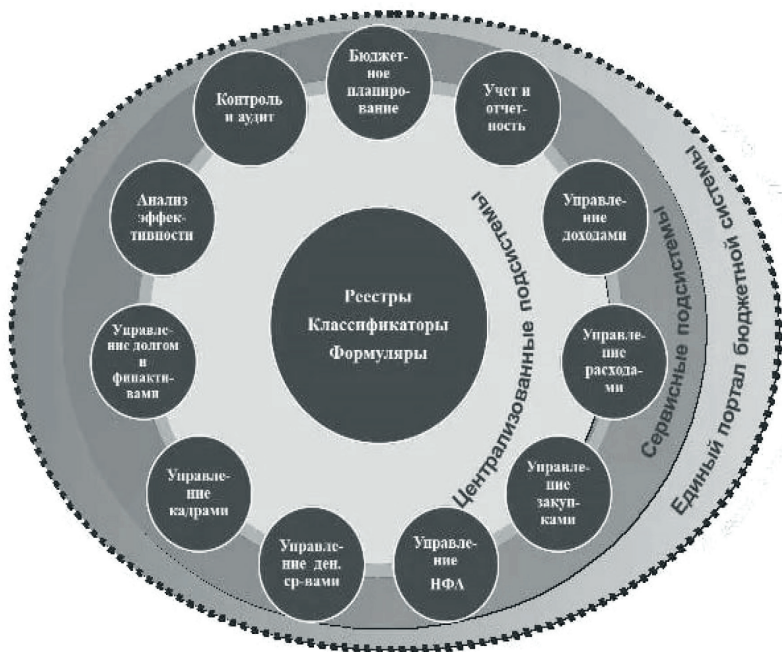 Бюджет-
ное
планиро-
вание
Учет и
отчет-
ность
Управле-
ние
доходами
Управле-
ние
расхода-
ми
Управле-
ние
закуп-
ками
Управле-
ние
НФА
Управле-
ние ден.
ср-вами
Управле-
ние
кадрами
Управле-
ние долгом
и
финакти-
вами
Анализ
эффек-
тивности
Контроль
и аудит
Реестры
Классификаторы
Формуляры
Централизованные подсистемы
Сервисные подсистемы
Единый портал бюджетной системы